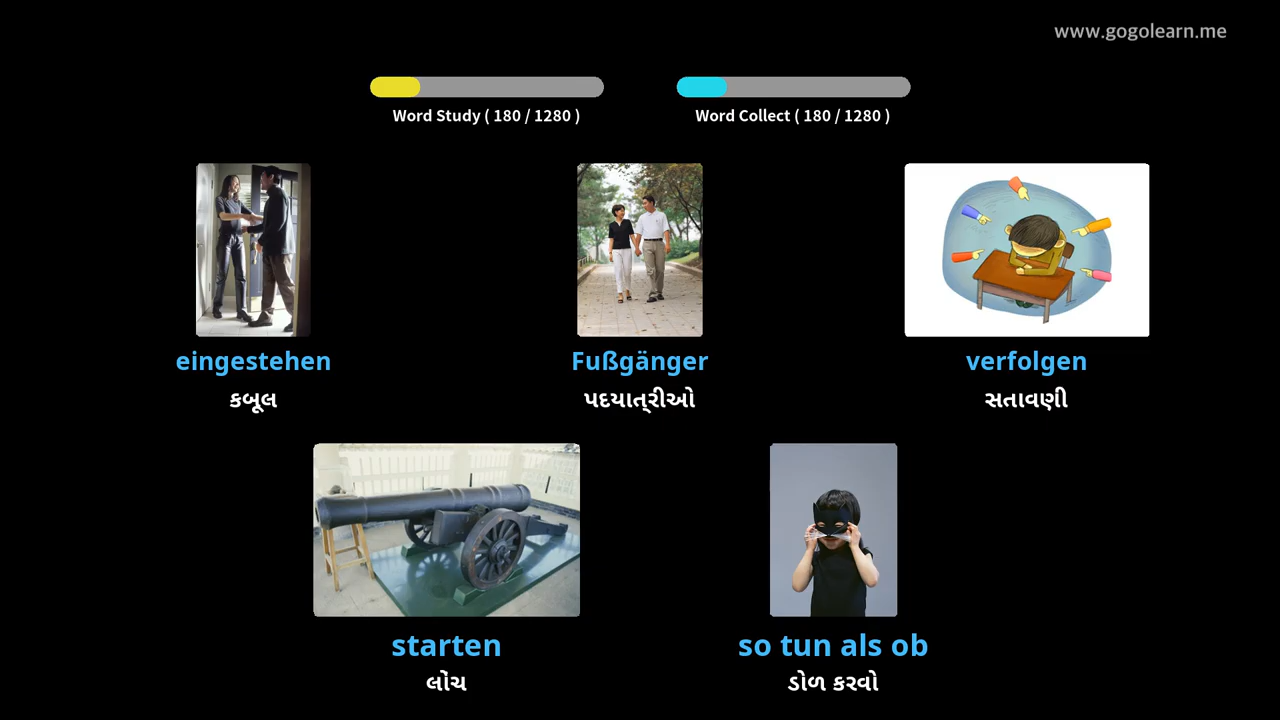 www.gogolearn.me
Word Study ( 180 / 1280 )
Word Collect ( 180 / 1280 )
eingestehen
કબૂલ
Fußgänger
પદયાત્રીઓ
verfolgen
સતાવણી
starten
લોંચ
so tun als ob
ડોળ કરવો